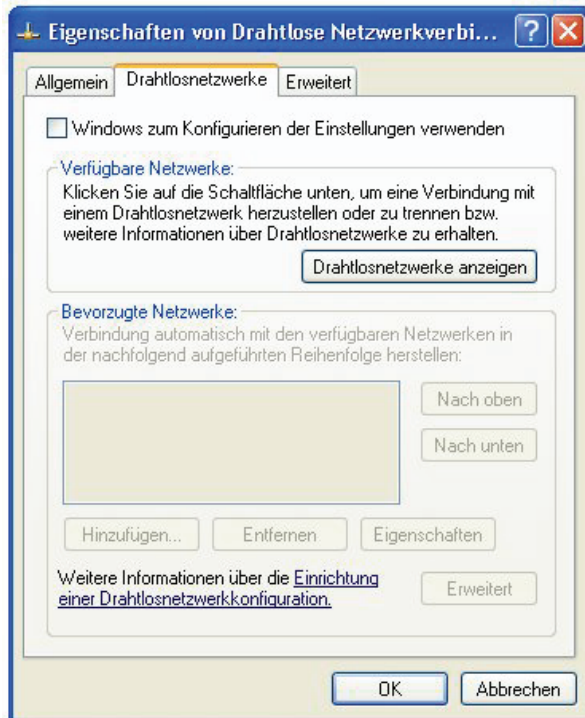 Eigenschaften von Drahtlose Netzwerkverbi...
Allgemein
Drahtlosnetzwerke
Erweitert
Windows zum Konfigurieren der Einstellungen verwenden
Verfügbare Netzwerke:
Klicken Sie auf die Schaltfläche unten, um eine Verbindung mit
einem Drahtlosnetzwerk herzustellen oder zu trennen bzw.
weitere Informationen über Drahtlosnetzwerke zu erhalten.
Drahtlosnetzwerke anzeigen
Bevorzugte Netzwerke:
Verbindung automatisch mit den verfügbaren Netzwerken in
der nachfolgend aufgeführten Reihenfolge herstellen:
Nach oben
Nach unten
Hinzufügen...
Entfernen
Eigenschaften
Weitere Informationen über die Einrichtung
einer Drahtlosnetzwerkkonfiguration.
Erweitert
OK
Abbrechen